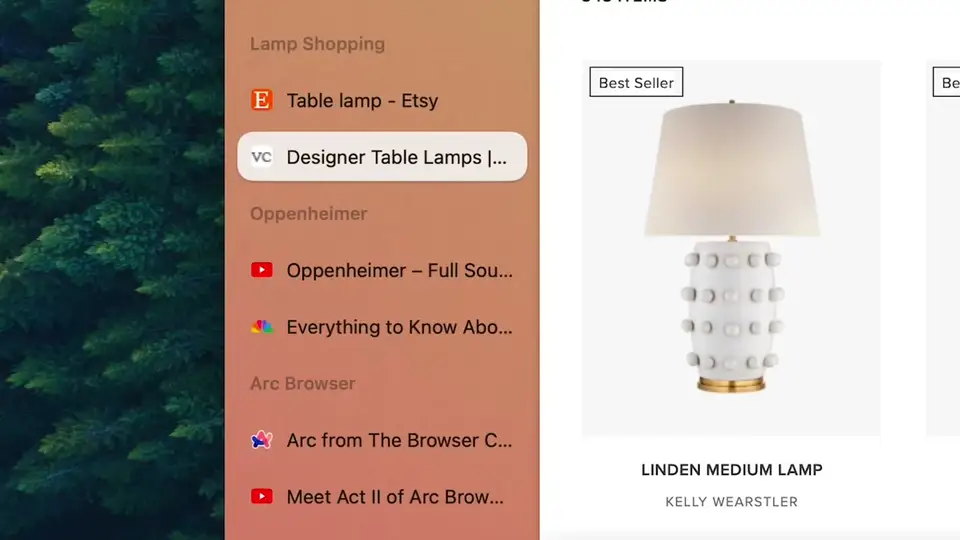 Lamp Shopping
Table lamp - Etsy
VC
Designer Table Lamps |...
Oppenheimer
Oppenheimer – Full Sou...
Everything to Know Abo...
Arc Browser
Arc from The Browser C...
Meet Act II of Arc Brow...
Best Seller
Be
LINDEN MEDIUM LAMP
KELLY WEARSTLER